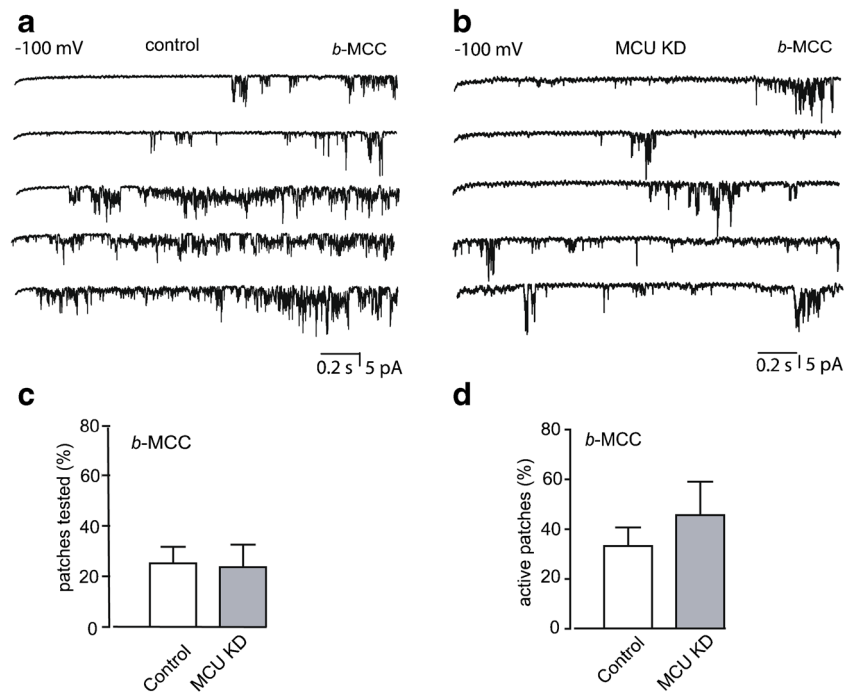 a
-100 mV control b-MCC
0.2 s 5 pA
b
-100 mV MCU KD b-MCC
0.2 s 5 pA
c
b-MCC
patches tested (%)
80
60
40
20
0
Control
MCU KD
d
b-MCC
active patches (%)
80
60
40
20
0
Control
MCU KD